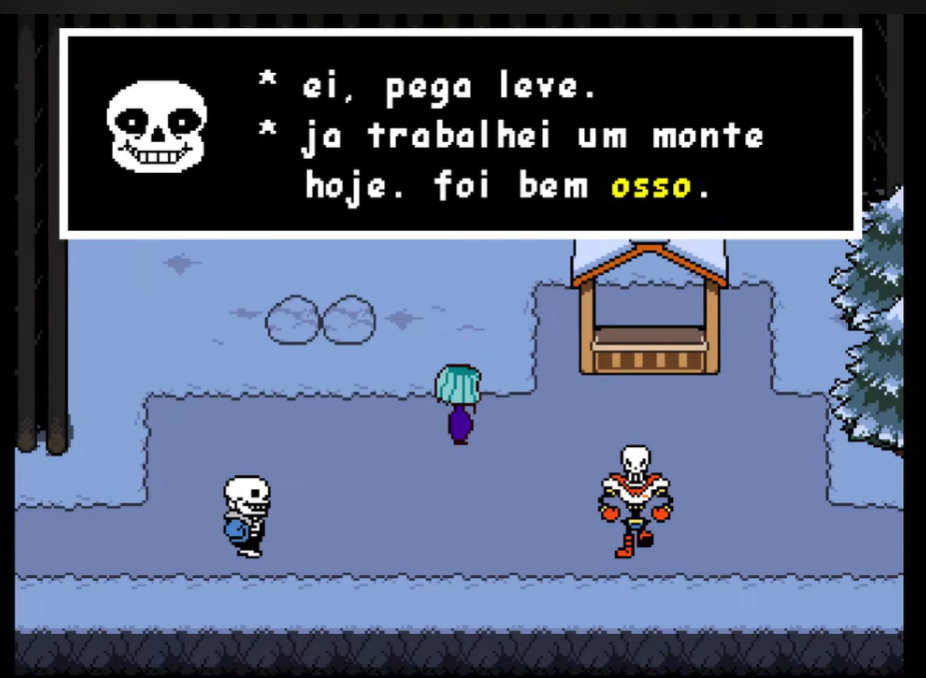 * ei, pega leve.
* ja trabalhei um monte
hoje. foi bem osso.